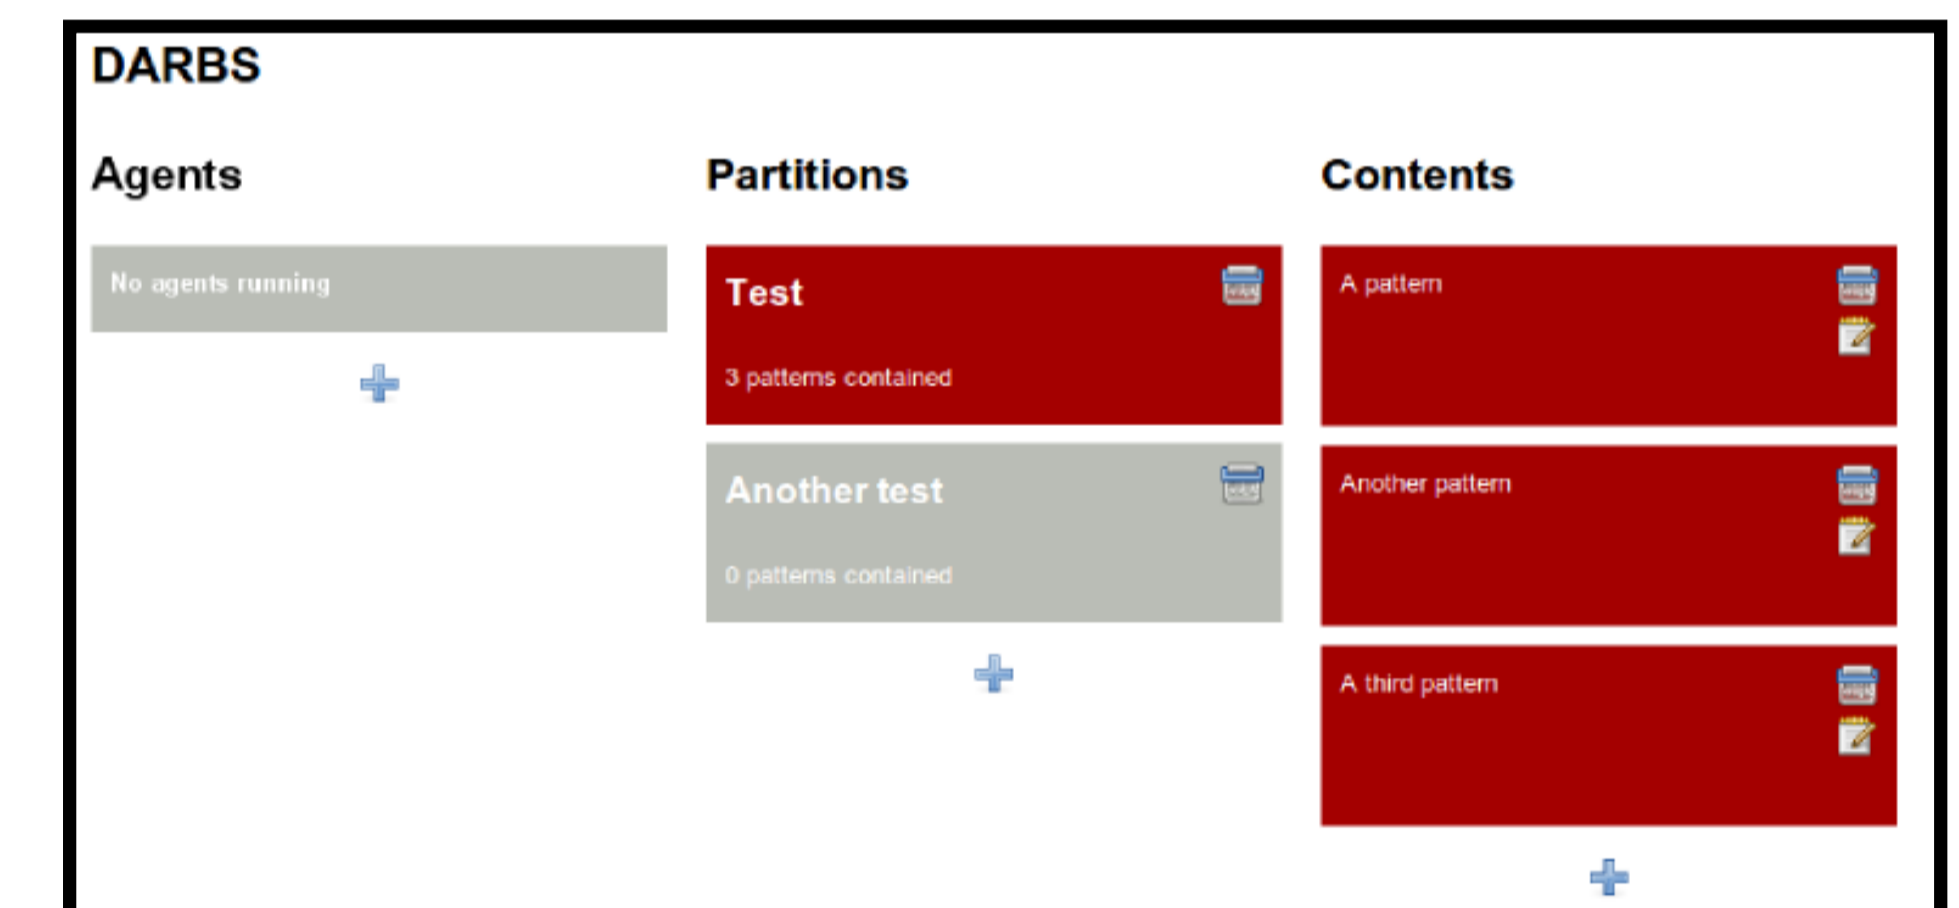 DARBS
Agents
Partitions
Contents
No agents running
Test
3 patterns contained
Another test
0 patterns contained
A pattern
Another pattern
A third pattern